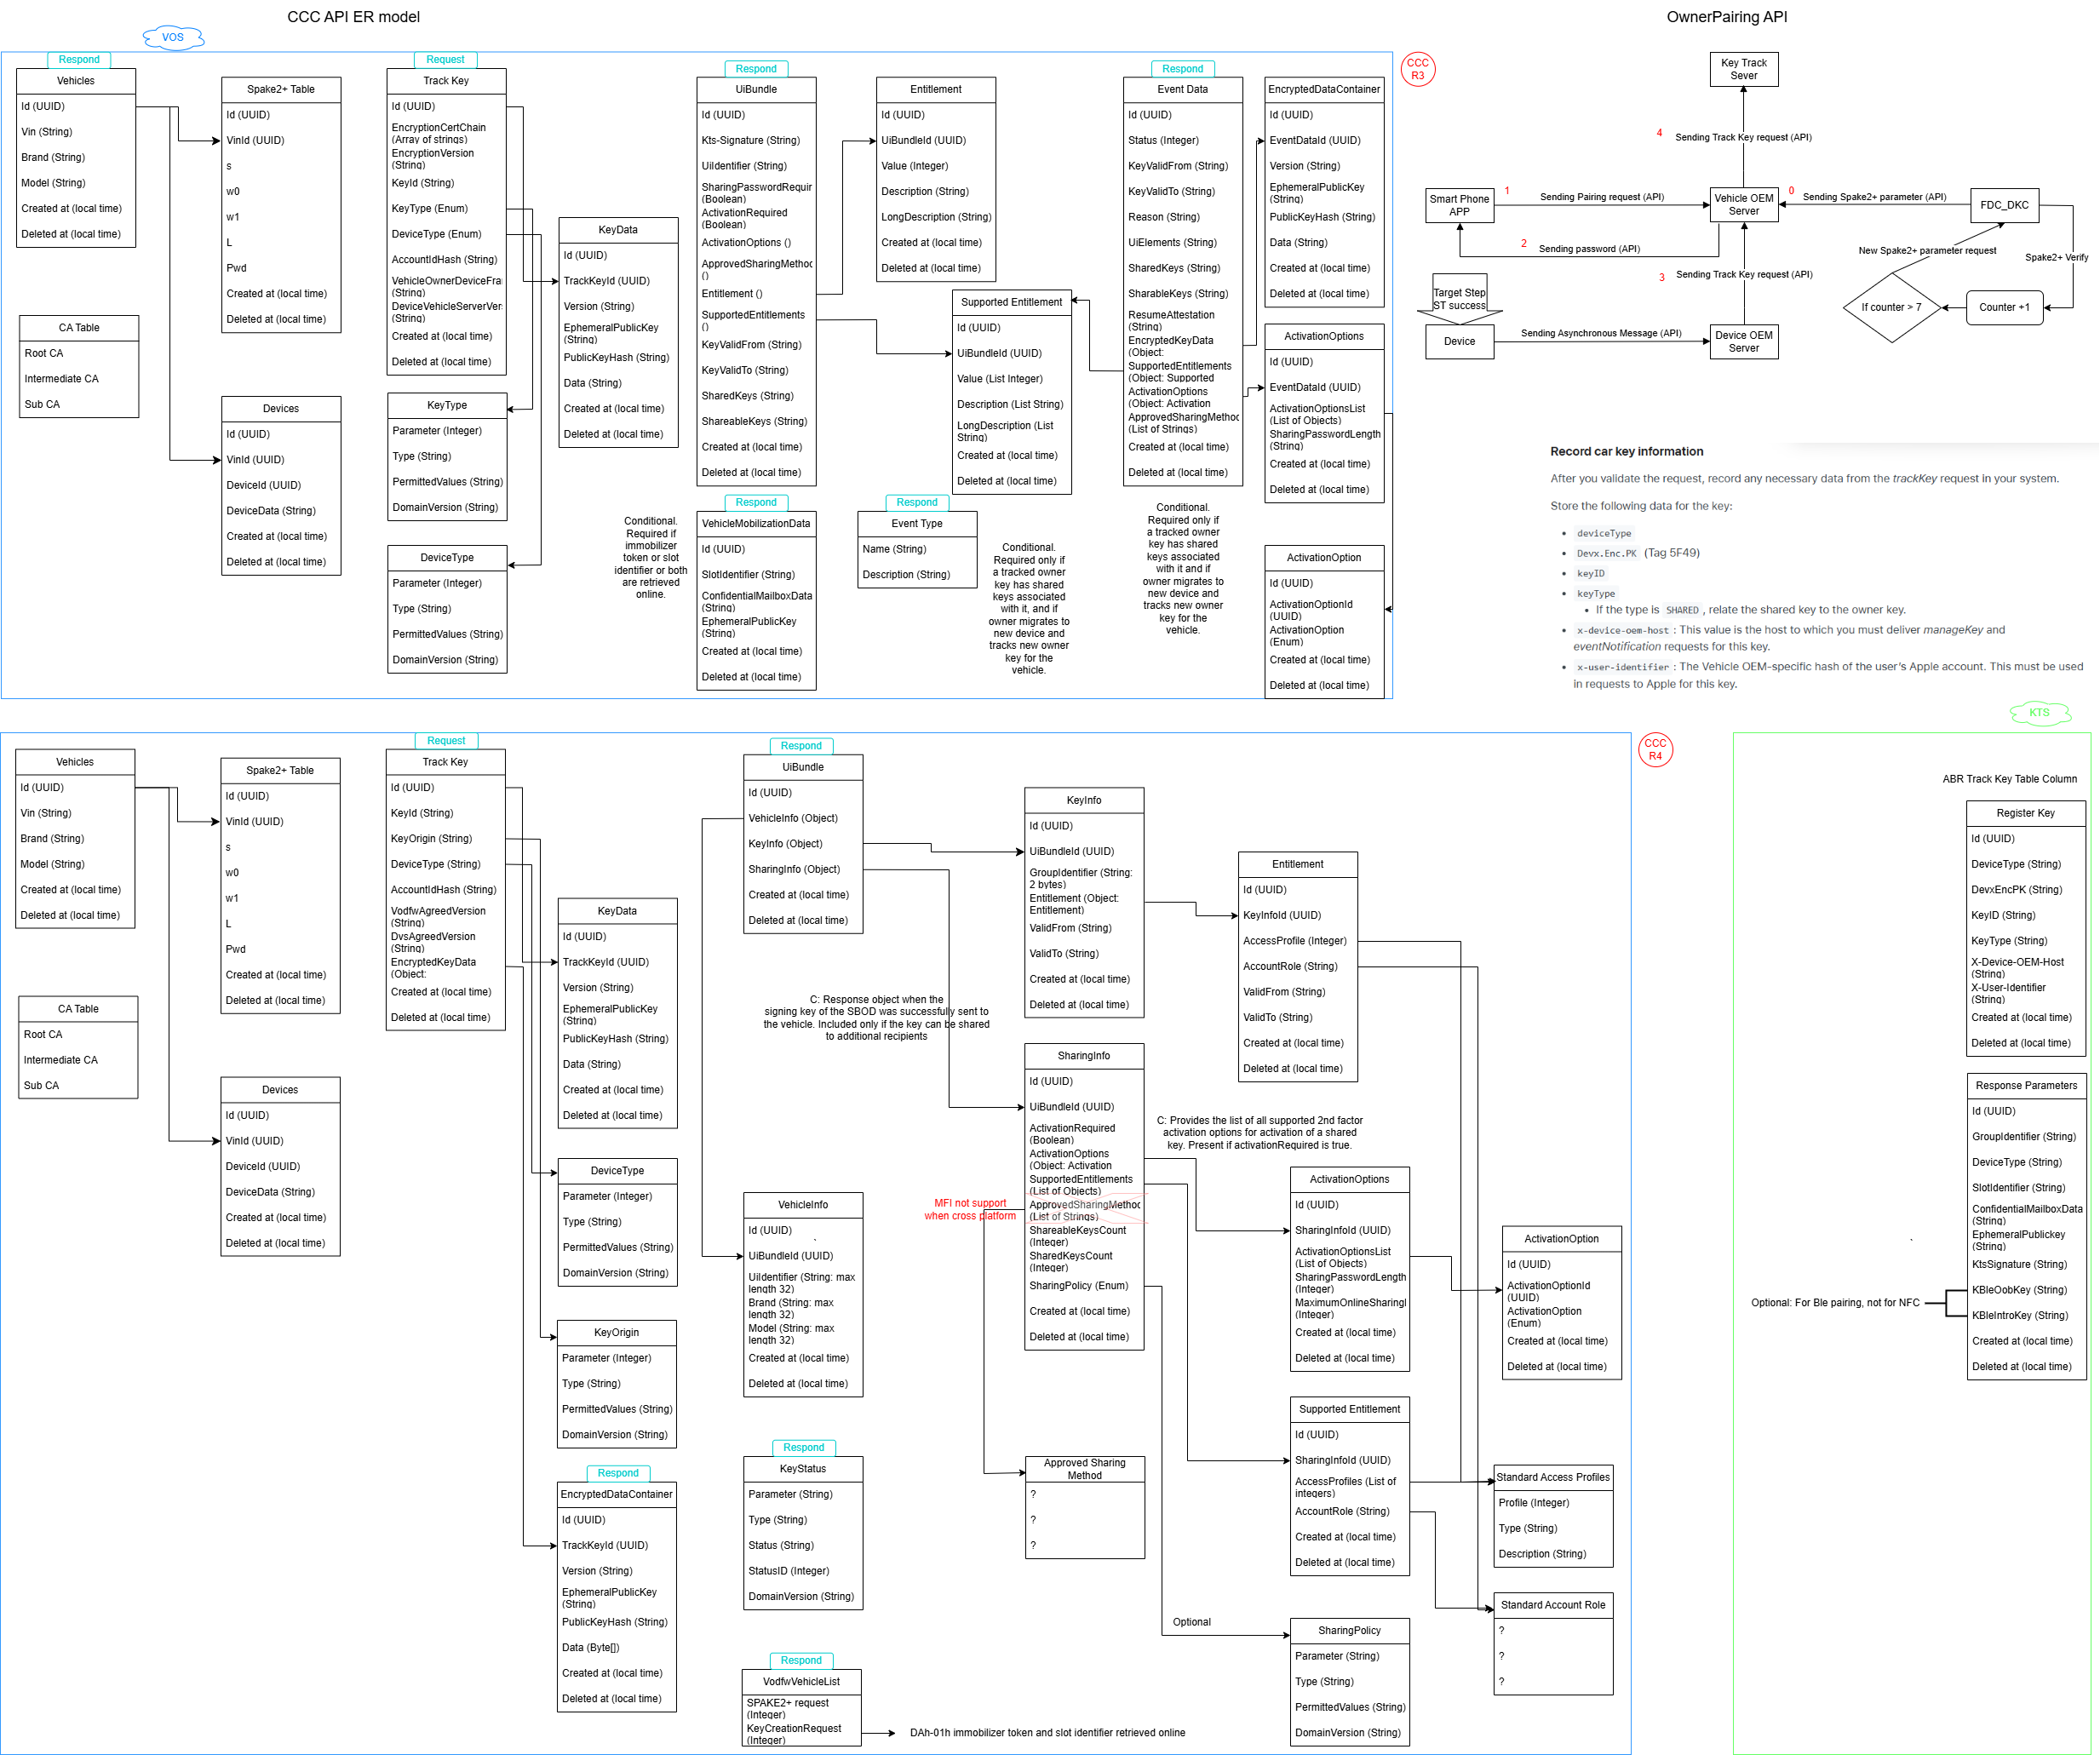 CCC API ER model
OwnerPairing API
VOS
CCC
R3
Respond
Vehicles
Id (UUID)
Vin (String)
Brand (String)
Model (String)
Created at (local time)
Deleted at (local time)
Spake2+ Table
Id (UUID)
VinId (UUID)
s
w0
w1
L
Pwd
Created at (local time)
Deleted at (local time)
CA Table
Root CA
Intermediate CA
Sub CA
Devices
Id (UUID)
VinId (UUID)
DeviceId (UUID)
DeviceData (String)
Created at (local time)
Deleted at (local time)
Request
Track Key
Id (UUID)
EncryptionCertChain
(Array of strings)
EncryptionVersion
(String)
KeyId (String)
KeyType (Enum)
DeviceType (Enum)
AccountIdHash (String)
VehicleOwnerDeviceFra
(String)
DeviceVehicleServerVer
(String)
Created at (local time)
Deleted at (local time)
KeyType
Parameter (Integer)
Type (String)
PermittedValues (String)
DomainVersion (String)
DeviceType
Parameter (Integer)
Type (String)
PermittedValues (String)
DomainVersion (String)
KeyData
Id (UUID)
TrackKeyId (UUID)
Version (String)
EphemeralPublicKey
(String)
PublicKeyHash (String)
Data (String)
Created at (local time)
Deleted at (local time)
Respond
UiBundle
Id (UUID)
Kts-Signature (String)
UiIdentifier (String)
SharingPasswordRequir
(Boolean)
ActivationRequired
(Boolean)
ActivationOptions ()
ApprovedSharingMethod
()
Entitlement ()
SupportedEntitlements
()
KeyValidFrom (String)
KeyValidTo (String)
SharedKeys (String)
ShareableKeys (String)
Created at (local time)
Deleted at (local time)
Conditional.
Required if
immobilizer
token or slot
identifier or both
are retrieved
online.
Respond
VehicleMobilizationData
Id (UUID)
SlotIdentifier (String)
ConfidentialMailboxData
(String)
EphemeralPublicKey
(String)
Created at (local time)
Deleted at (local time)
Entitlement
Id (UUID)
UiBundleId (UUID)
Value (Integer)
Description (String)
LongDescription (String)
Created at (local time)
Deleted at (local time)
Supported Entitlement
Id (UUID)
UiBundleId (UUID)
Value (List Integer)
Description (List String)
LongDescription (List
String)
Created at (local time)
Deleted at (local time)
Respond
Event Type
Name (String)
Description (String)
Conditional.
Required only if
a tracked owner
key has shared
keys associated
with it, and if
owner migrates to
new device and
tracks new owner
key for the
vehicle.
Respond
Event Data
Id (UUID)
Status (Integer)
KeyValidFrom (String)
KeyValidTo (String)
Reason (String)
UiElements (String)
SharedKeys (String)
SharableKeys (String)
ResumeAttestation
(String)
EncryptedKeyData
(Object:
SupportedEntitlements
(Object: Supported
ActivationOptions
(Object: Activation
ApprovedSharingMethod
(List of Strings)
Created at (local time)
Deleted at (local time)
Conditional.
Required only if
a tracked owner
key has shared
keys associated
with it and if
owner migrates to
new device and
tracks new owner
key for the
vehicle.
EncryptedDataContainer
Id (UUID)
EventDataId (UUID)
Version (String)
EphemeralPublicKey
(String)
PublicKeyHash (String)
Data (String)
Created at (local time)
Deleted at (local time)
ActivationOptions
Id (UUID)
EventDataId (UUID)
ActivationOptionsList
(List of Objects)
SharingPasswordLength
(String)
Created at (local time)
Deleted at (local time)
ActivationOption
Id (UUID)
ActivationOptionId
(UUID)
ActivationOption
(Enum)
Created at (local time)
Deleted at (local time)
Key Track
Sever
4
Sending Track Key request (API)
Smart Phone
APP
1
Sending Pairing request (API)
Vehicle OEM
Server
0
Sending Spake2+ parameter (API)
FDC_DKC
2
Sending password (API)
New Spake2+ parameter request
Spake2+ Verify
3
Sending Track Key request (API)
Target Step
ST success
If counter > 7
Counter +1
Device
Sending Asynchronous Message (API)
Device OEM
Server
Record car key information
After you validate the request, record any necessary data from the trackKey request in your system.
Store the following data for the key:
• deviceType
• Devx.Enc.PK (Tag 5F49)
• keyID
• keyType
• If the type is SHARED , relate the shared key to the owner key.
• x-device-oem-host : This value is the host to which you must deliver manageKey and
eventNotification requests for this key.
• x-user-identifier : The Vehicle OEM-specific hash of the user's Apple account. This must be used
in requests to Apple for this key.
CCC
R4
KTS
Vehicles
Id (UUID)
Vin (String)
Brand (String)
Model (String)
Created at (local time)
Deleted at (local time)
Spake2+ Table
Id (UUID)
VinId (UUID)
s
w0
w1
L
Pwd
Created at (local time)
Deleted at (local time)
CA Table
Root CA
Intermediate CA
Sub CA
Devices
Id (UUID)
VinId (UUID)
DeviceId (UUID)
DeviceData (String)
Created at (local time)
Deleted at (local time)
Request
Track Key
Id (UUID)
KeyId (String)
KeyOrigin (String)
DeviceType (String)
AccountIdHash (String)
VodfwAgreedVersion
(String)
DvsAgreedVersion
(String)
EncryptedKeyData
(Object:
Created at (local time)
Deleted at (local time)
KeyData
Id (UUID)
TrackKeyId (UUID)
Version (String)
EphemeralPublicKey
(String)
PublicKeyHash (String)
Data (String)
Created at (local time)
Deleted at (local time)
DeviceType
Parameter (Integer)
Type (String)
PermittedValues (String)
DomainVersion (String)
KeyOrigin
Parameter (Integer)
Type (String)
PermittedValues (String)
DomainVersion (String)
Respond
EncryptedDataContainer
Id (UUID)
TrackKeyId (UUID)
Version (String)
EphemeralPublicKey
(String)
PublicKeyHash (String)
Data (Byte[])
Created at (local time)
Deleted at (local time)
Respond
UiBundle
Id (UUID)
VehicleInfo (Object)
KeyInfo (Object)
SharingInfo (Object)
Created at (local time)
Deleted at (local time)
C: Response object when the
signing key of the SBOD was successfully sent to
the vehicle. Included only if the key can be shared
to additional recipients
VehicleInfo
Id (UUID)
UiBundleId (UUID)
UiIdentifier (String: max
length 32)
Brand (String: max
length 32)
Model (String: max
length 32)
Created at (local time)
Deleted at (local time)
Respond
KeyStatus
Parameter (String)
Type (String)
Status (String)
StatusID (Integer)
DomainVersion (String)
Respond
VodfwVehicleList
SPAKE2+ request
(Integer)
KeyCreationRequest
(Integer)
DAh-01h immobilizer token and slot identifier retrieved online
KeyInfo
Id (UUID)
UiBundleId (UUID)
GroupIdentifier (String:
2 bytes)
Entitlement (Object:
Entitlement)
ValidFrom (String)
ValidTo (String)
Created at (local time)
Deleted at (local time)
SharingInfo
Id (UUID)
UiBundleId (UUID)
ActivationRequired
(Boolean)
ActivationOptions
(Object: Activation
SupportedEntitlements
(List of Objects)
ApprovedSharingMethod
(List of Strings)
ShareableKeysCount
(Integer)
SharedKeysCount
(Integer)
SharingPolicy (Enum)
Created at (local time)
Deleted at (local time)
MFI not support
when cross platform
Approved Sharing
Method
?
?
?
Optional
Entitlement
Id (UUID)
KeyInfoId (UUID)
AccessProfile (Integer)
AccountRole (String)
ValidFrom (String)
ValidTo (String)
Created at (local time)
Deleted at (local time)
C: Provides the list of all supported 2nd factor
activation options for activation of a shared
key. Present if activationRequired is true.
ActivationOptions
Id (UUID)
SharingInfoId (UUID)
ActivationOptionsList
(List of Objects)
SharingPasswordLength
(Integer)
MaximumOnlineSharingI
(Integer)
Created at (local time)
Deleted at (local time)
ActivationOption
Id (UUID)
ActivationOptionId
(UUID)
ActivationOption
(Enum)
Created at (local time)
Deleted at (local time)
Supported Entitlement
Id (UUID)
SharingInfoId (UUID)
AccessProfiles (List of
integers)
AccountRole (String)
Created at (local time)
Deleted at (local time)
Standard Access Profiles
Profile (Integer)
Type (String)
Description (String)
Standard Account Role
?
?
?
SharingPolicy
Parameter (String)
Type (String)
PermittedValues (String)
DomainVersion (String)
ABR Track Key Table Column
Register Key
Id (UUID)
DeviceType (String)
DevxEncPK (String)
KeyID (String)
KeyType (String)
X-Device-OEM-Host
(String)
X-User-Identifier
(String)
Created at (local time)
Deleted at (local time)
Response Parameters
Id (UUID)
GroupIdentifier (String)
DeviceType (String)
SlotIdentifier (String)
ConfidentialMailboxData
(String)
EphemeralPublickey
(String)
KtsSignature (String)
KBleOobKey (String)
KBleIntroKey (String)
Created at (local time)
Deleted at (local time)
Optional: For Ble pairing, not for NFC